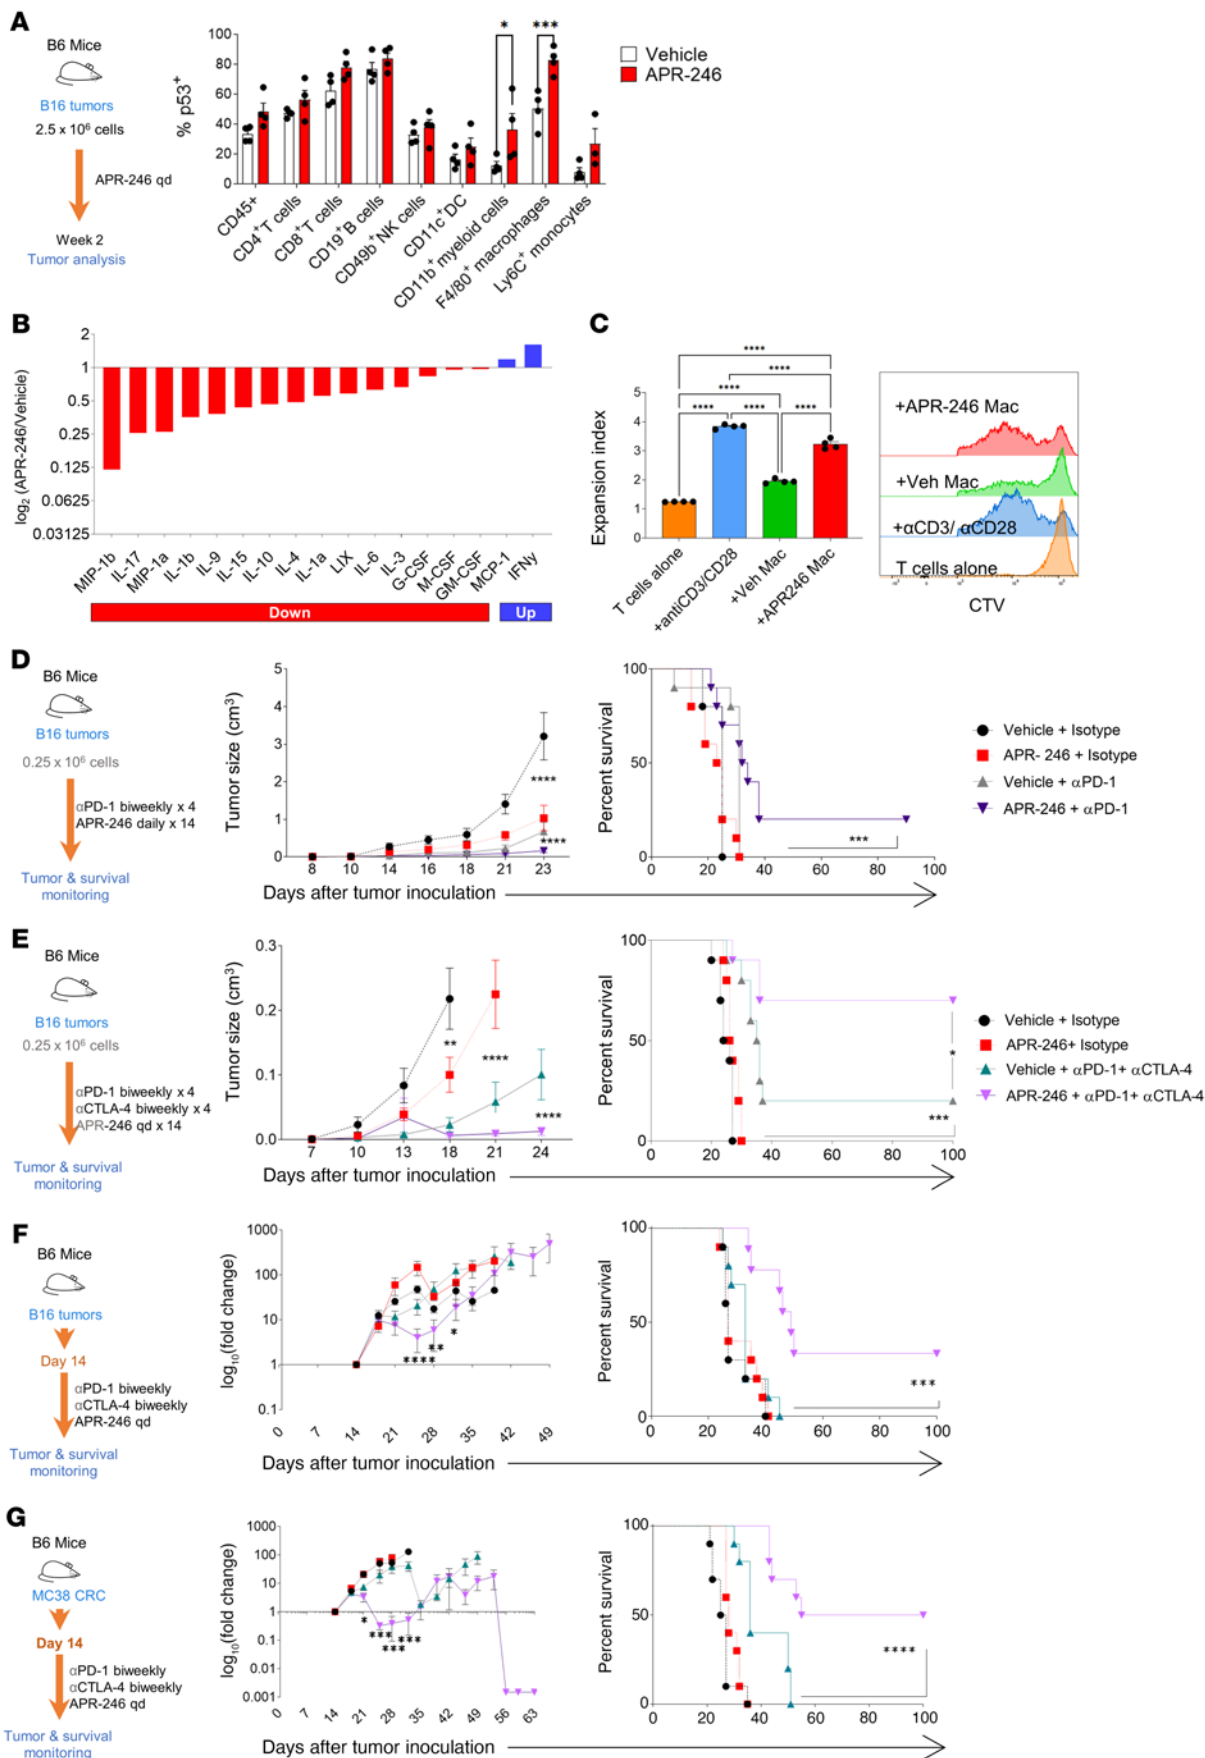 A
B6 Mice
B16 tumors
2.5 x 10⁶ cells
APR-246 qd
Week 2
Tumor analysis
% p53⁺
100
80
60
40
20
0
*
***
Vehicle
APR-246
CD45+
CD4⁺T cells
CD8⁺T cells
CD19⁺B cells
CD49b⁺NK cells
CD11c⁺DC
CD11b⁺ myeloid cells
F4/80⁺ macrophages
Ly6C⁺ monocytes
B
log₂ (APR-246/Vehicle)
2
1
0.5
0.25
0.125
0.0625
0.03125
MIP-1b
IL-17
MIP-1a
IL-1b
IL-9
IL-15
IL-10
IL-4
IL-1a
LIX
IL-6
IL-3
G-CSF
M-CSF
GM-CSF
MCP-1
IFNγ
Down
Up
C
Expansion index
5
4
3
2
1
0
****
****
****
**** **** ****
T cells alone
+antiCD3/CD28
+Veh Mac
+APR246 Mac
+APR-246 Mac
+Veh Mac
+αCD3/ αCD28
T cells alone
CTV
D
B6 Mice
B16 tumors
0.25 x 10⁶ cells
αPD-1 biweekly x 4
APR-246 daily x 14
Tumor & survival
monitoring
Tumor size (cm³)
5
4
3
2
1
0
****
****
8 10 14 16 18 21 23
Days after tumor inoculation
Percent survival
100
50
0
***
0 20 40 60 80 100
Vehicle + Isotype
APR- 246 + Isotype
Vehicle + αPD-1
APR-246 + αPD-1
E
B6 Mice
B16 tumors
0.25 x 10⁶ cells
αPD-1 biweekly x 4
αCTLA-4 biweekly x 4
APR-246 qd x 14
Tumor & survival
monitoring
Tumor size (cm³)
0.3
0.2
0.1
0.0
**
****
****
7 10 13 18 21 24
Days after tumor inoculation
Percent survival
100
50
0
*
***
0 20 40 60 80 100
Vehicle + Isotype
APR-246+ Isotype
Vehicle + αPD-1+ αCTLA-4
APR-246 + αPD-1+ αCTLA-4
F
B6 Mice
B16 tumors
Day 14
αPD-1 biweekly
αCTLA-4 biweekly
APR-246 qd
Tumor & survival
monitoring
log₁₀(fold change)
1000
100
10
1
0.1
****
**
*
0 7 14 21 28 35 42 49
Days after tumor inoculation
Percent survival
100
50
0
***
0 20 40 60 80 100
G
B6 Mice
MC38 CRC
Day 14
αPD-1 biweekly
αCTLA-4 biweekly
APR-246 qd
Tumor & survival
monitoring
log₁₀(fold change)
1000
100
10
1
0.1
0.01
0.001
*
***
***
***
0 7 14 21 28 35 42 49 56 63
Days after tumor inoculation
Percent survival
100
50
0
****
0 20 40 60 80 100